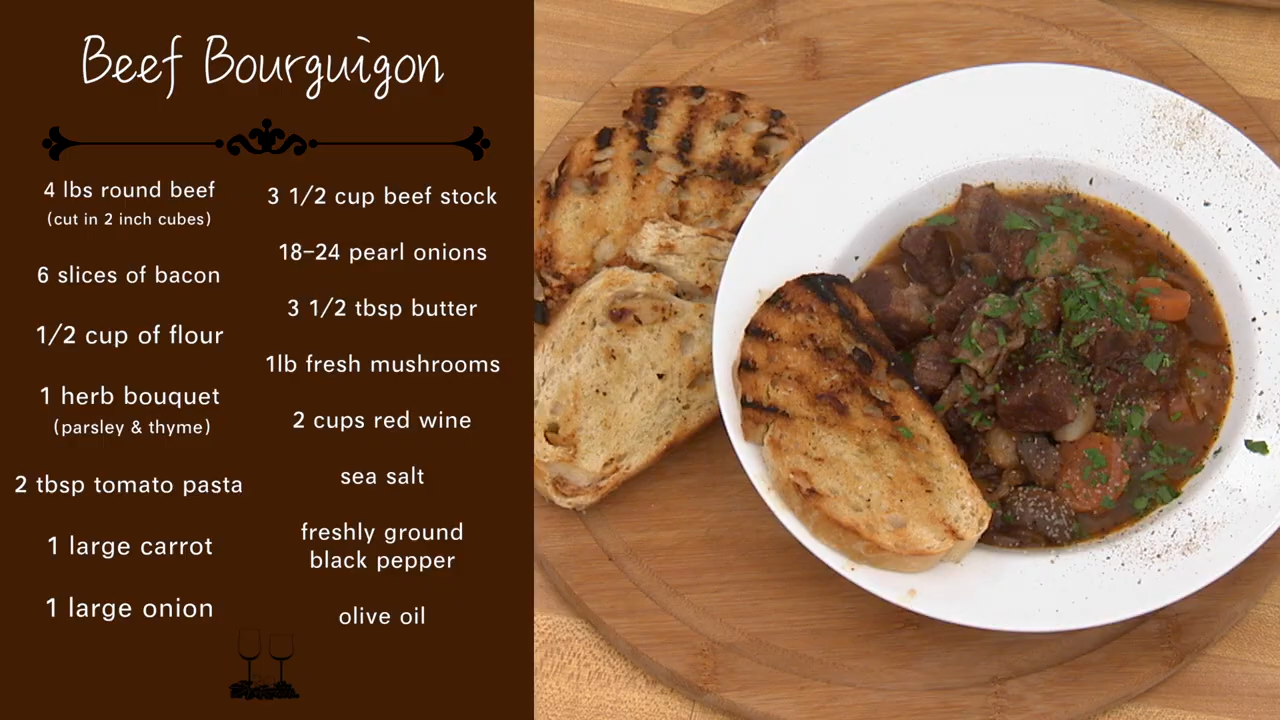 Beef Bourguigon
4 lbs round beef
(cut in 2 inch cubes)
6 slices of bacon
1/2 cup of flour
1 herb bouquet
(parsley & thyme)
2 tbsp tomato pasta
1 large carrot
1 large onion
3 1/2 cup beef stock
18–24 pearl onions
3 1/2 tbsp butter
1lb fresh mushrooms
2 cups red wine
sea salt
freshly ground
black pepper
olive oil